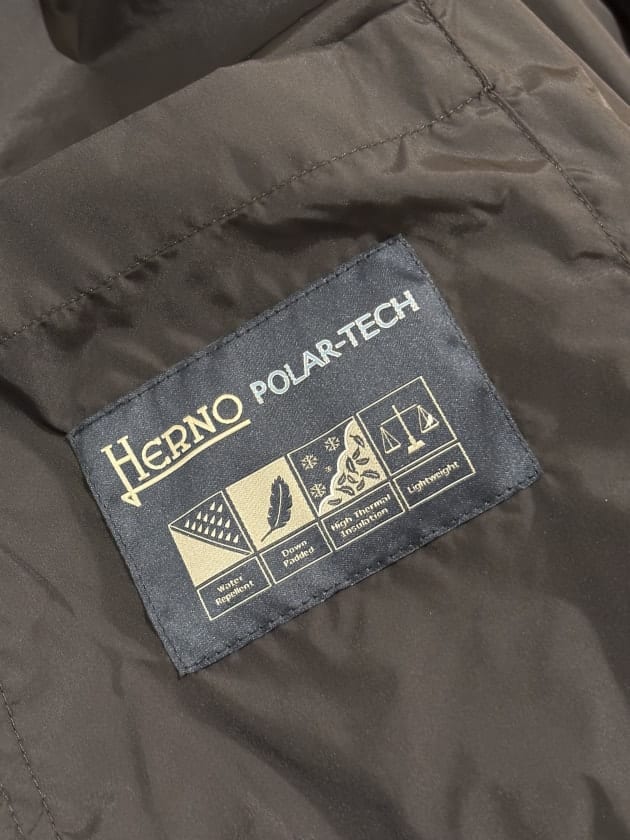 HERNO POLAR-TECH
Water
Repellent
Down
Padded
High Thermal
Insulation
Lightweight